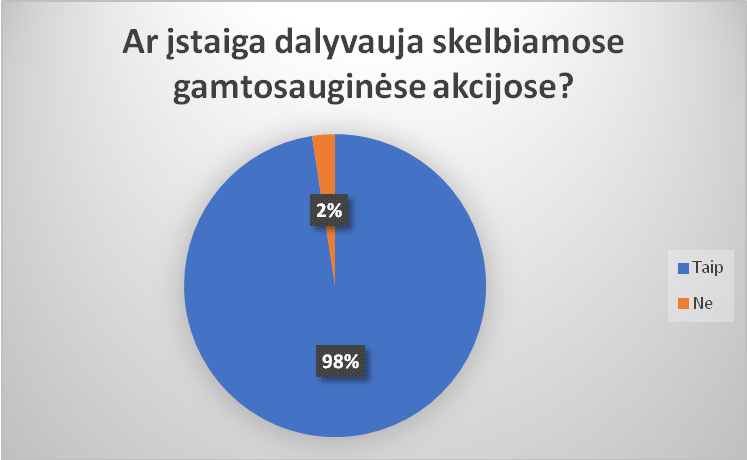 Ar įstaiga dalyvauja skelbiamose
gamtosauginėse akcijose?
2%
98%
Taip
Ne